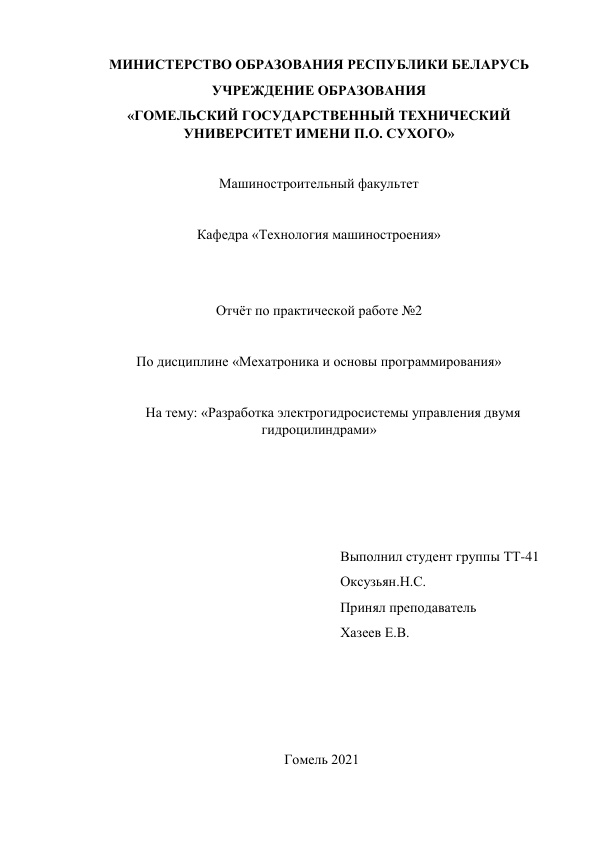 МИНИСТЕРСТВО ОБРАЗОВАНИЯ РЕСПУБЛИКИ БЕЛАРУСЬ
УЧРЕЖДЕНИЕ ОБРАЗОВАНИЯ
«ГОМЕЛЬСКИЙ ГОСУДАРСТВЕННЫЙ ТЕХНИЧЕСКИЙ
УНИВЕРСИТЕТ ИМЕНИ П.О. СУХОГО»
Машиностроительный факультет
Кафедра «Технология машиностроения»
Отчёт по практической работе №2
По дисциплине «Мехатроника и основы программирования»
На тему: «Разработка электрогидросистемы управления двумя
гидроцилиндрами»
Выполнил студент группы ТТ-41
Оксузьян.Н.С.
Принял преподаватель
Хазеев Е.В.
Гомель 2021